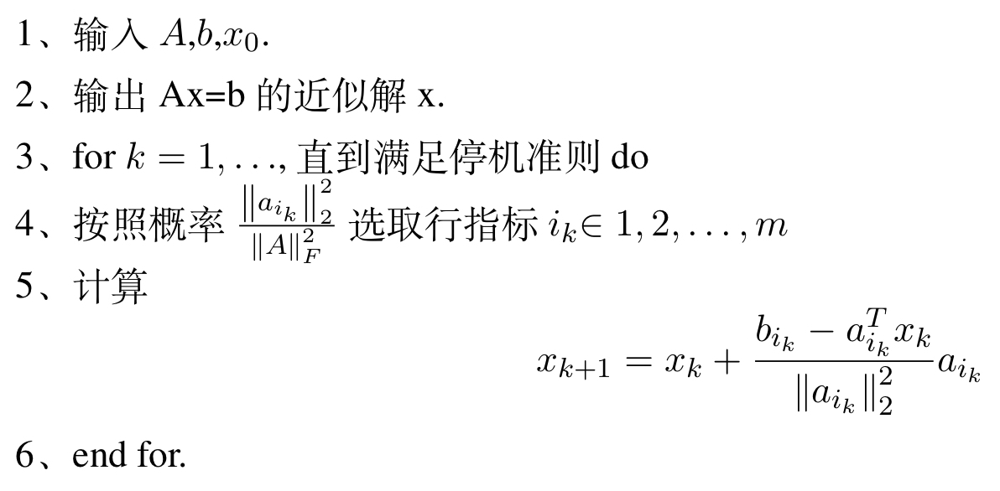 1、输入 $A$,$b$,$x_0$.
2、输出 Ax=b 的近似解 x.
3、for $k = 1, \ldots$, 直到满足停机准则 do
4、按照概率 $\frac{\|a_{i_k}\|_2^2}{\|A\|_F^2}$ 选取行指标 $i_k \in 1, 2, \ldots, m$
5、计算
$x_{k+1} = x_k + \frac{b_{i_k} - a_{i_k}^T x_k}{\|a_{i_k}\|_2^2} a_{i_k}$
6、end for.